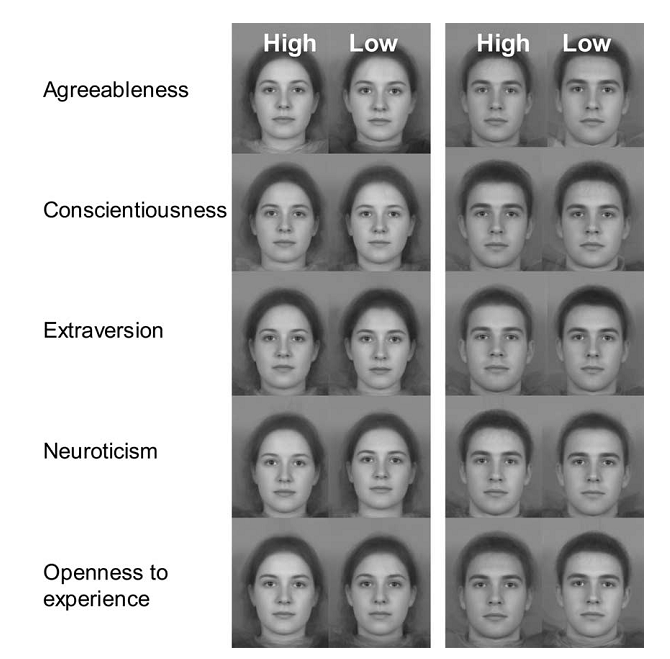 High Low High Low
Agreeableness
Conscientiousness
Extraversion
Neuroticism
Openness to
experience